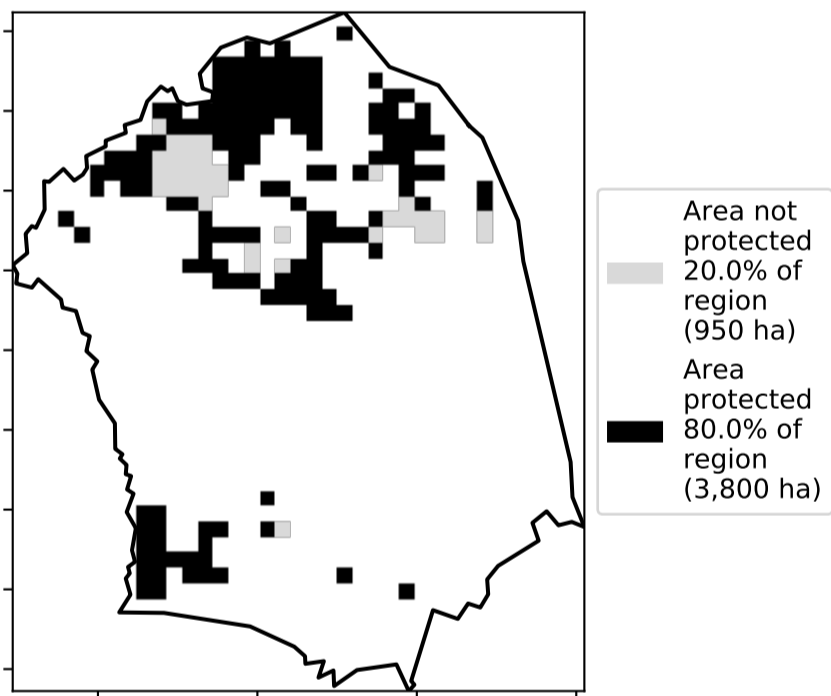 Area not
protected
20.0% of
region
(950 ha)
Area
protected
80.0% of
region
(3,800 ha)